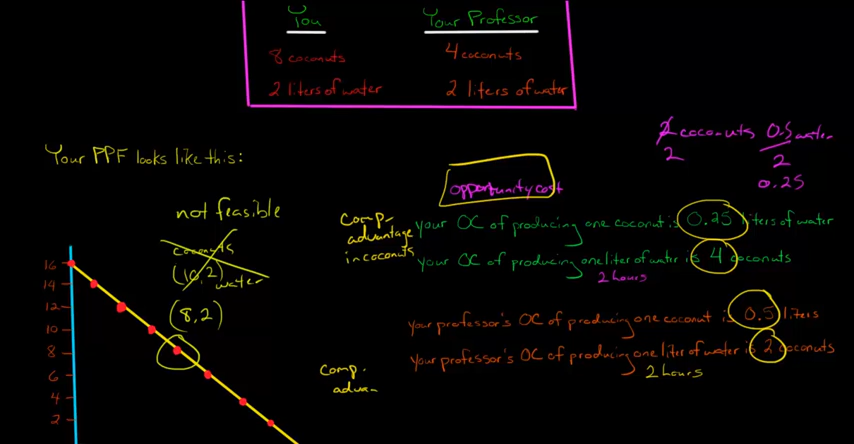 You Your Professor
8 coconuts 4 coconuts
2 liters of water 2 liters of water
2 coconuts 0.5 water
2 2
0.25
Your PPF looks like this:
opportunity cost
not feasible
coconuts
(10,2) water
(8,2)
Comp.
advantage
in coconuts
your OC of producing one coconut is 0.25 liters of water
your OC of producing one liter of water is 4 coconuts
2 hours
your professor's OC of producing one coconut is 0.5 liters
your professor's OC of producing one liter of water is 2 coconuts
2 hours
Comp.
advan
16
14
12
10
8
6
4
2